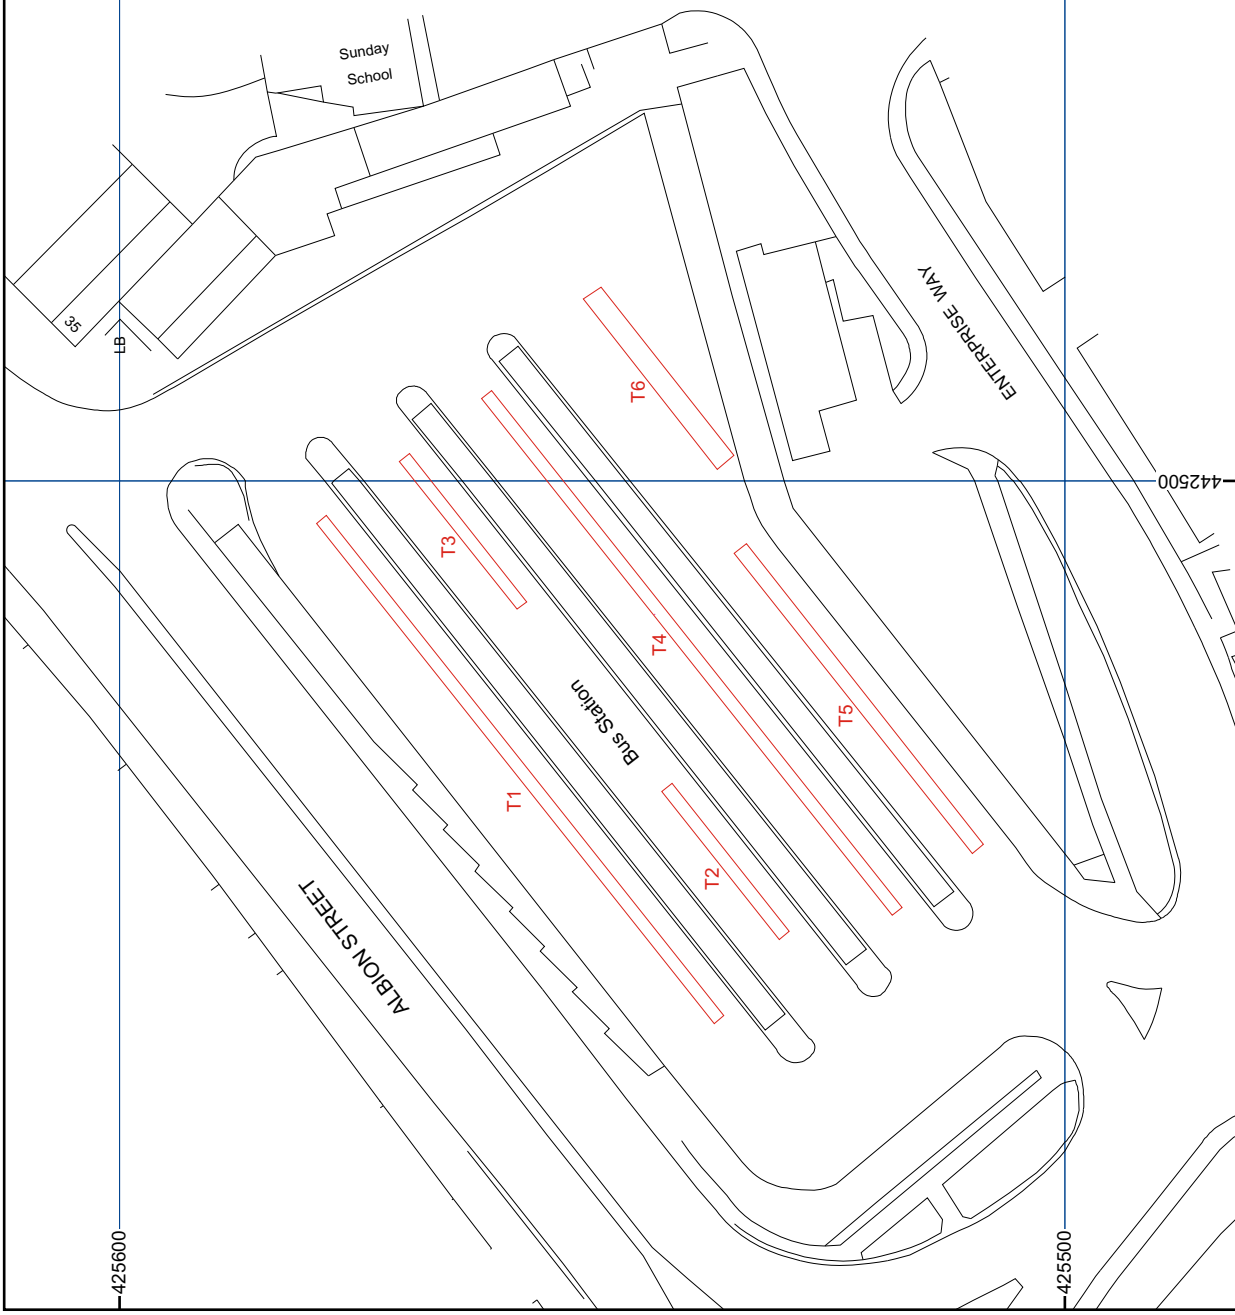 Sunday
School
35
LB
ENTERPRISE WAY
T6
442500
T3
T4
Bus Station
T5
T1
T2
ALBION STREET
425600
425500